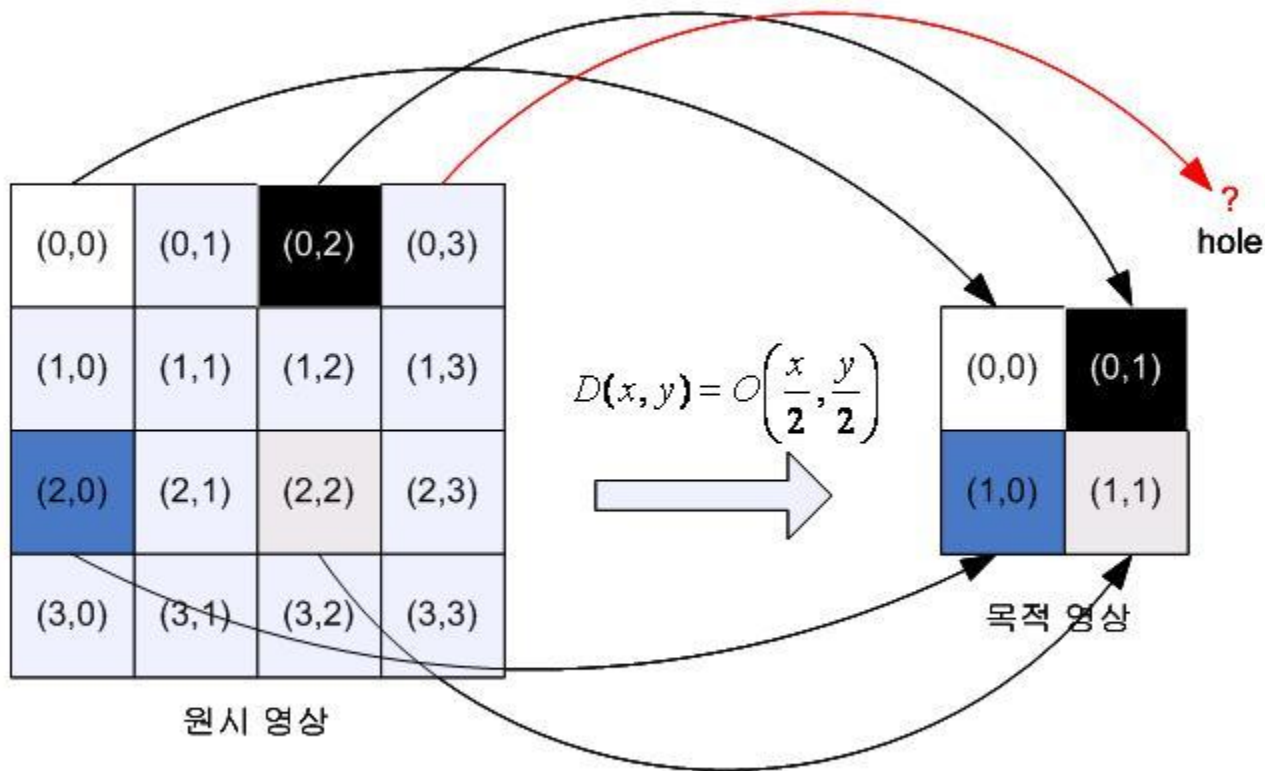 ?
hole
(0,0) (0,1) (0,2) (0,3)
(1,0) (1,1) (1,2) (1,3)
(2,0) (2,1) (2,2) (2,3)
(3,0) (3,1) (3,2) (3,3)
원시 영상
D(x, y) = O(x/2, y/2)
(0,0) (0,1)
(1,0) (1,1)
목적 영상